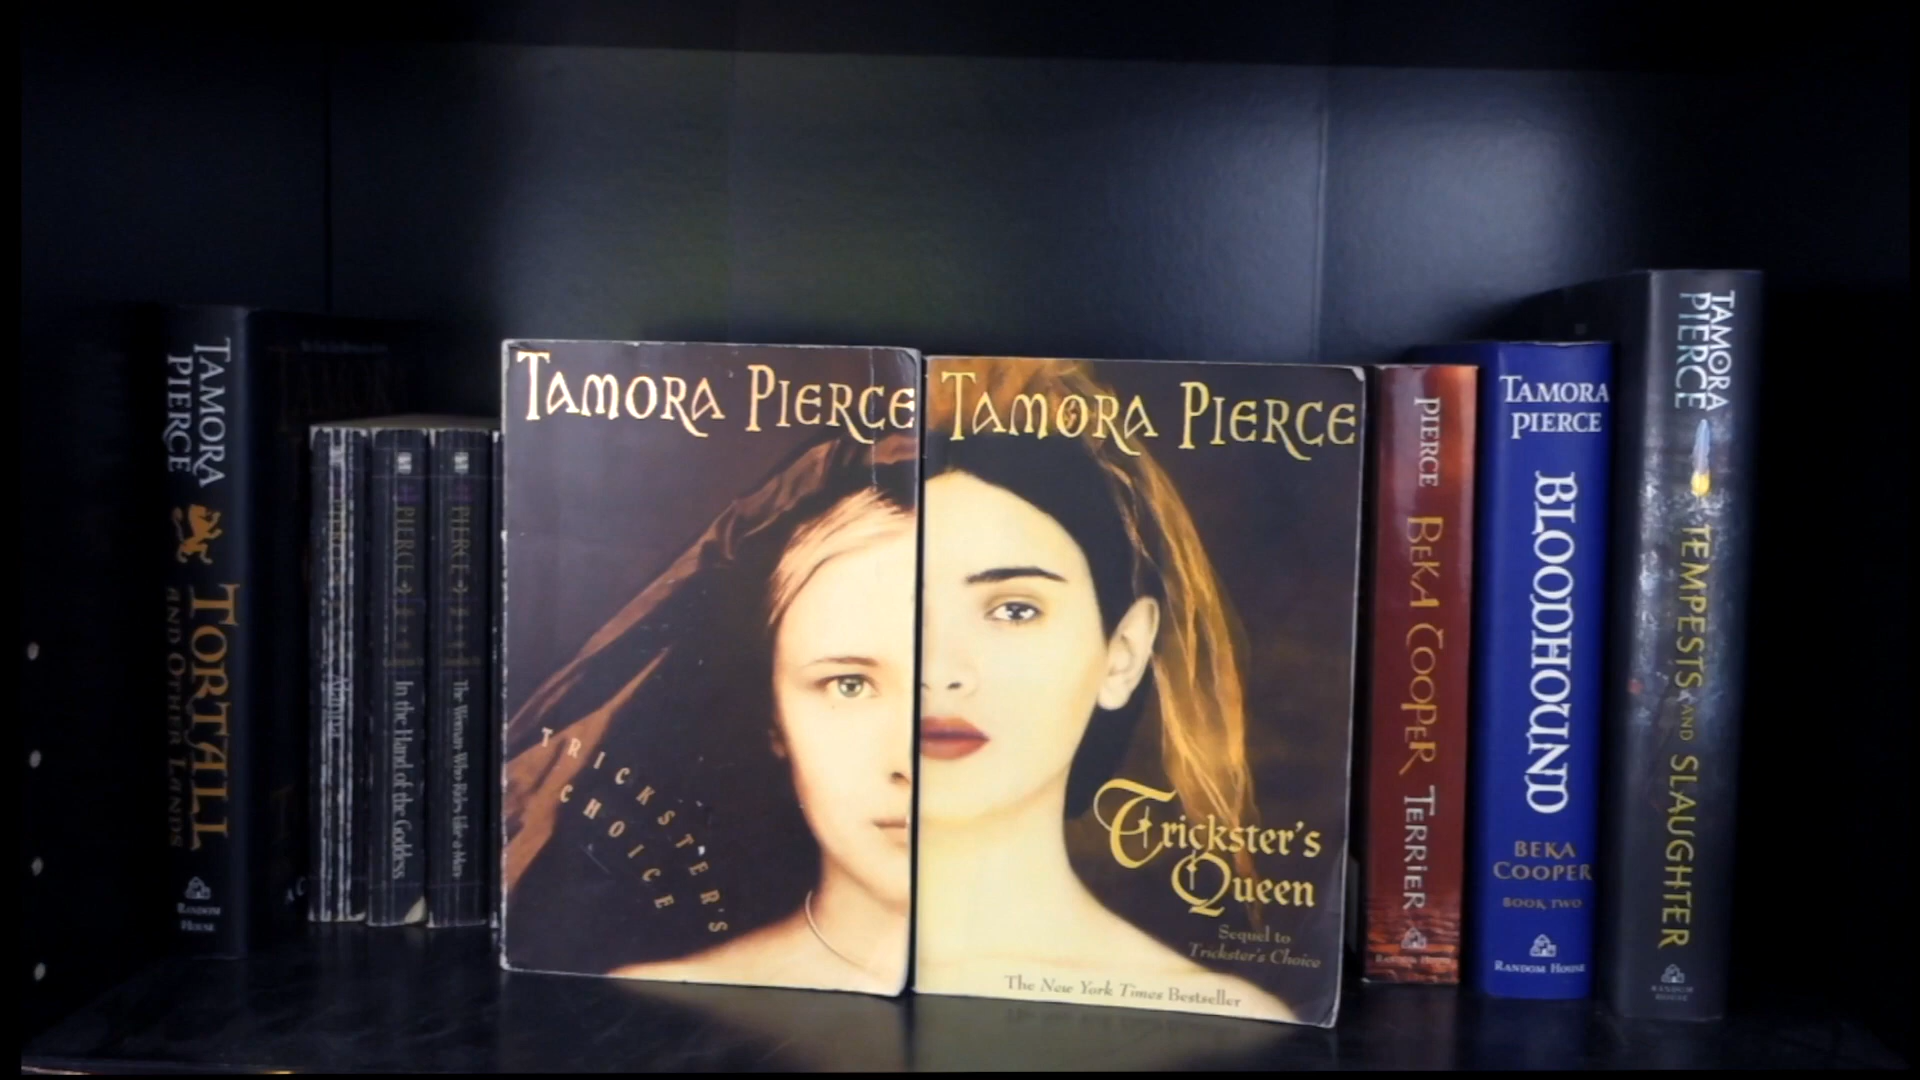 TAMORA
PIERCE
TORTALL
AND OTHER LANDS
RANDOM
HOUSE
Alanna
PIERCE
In the Hand of the Goddess
PIERCE
The Woman Who Rides like a Man
TAMORA PIERCE
TRICKSTER'S
CHOICE
TAMORA PIERCE
Trickster's
Queen
Sequel to
Trickster's Choice
The New York Times Bestseller
PIERCE
BEKA COOPER
TERRIER
RANDOM HOUSE
TAMORA
PIERCE
BLOODHOUND
BEKA
COOPER
BOOK TWO
RANDOM HOUSE
TAMORA
PIERCE
TEMPESTS AND SLAUGHTER
RANDOM
HOUSE